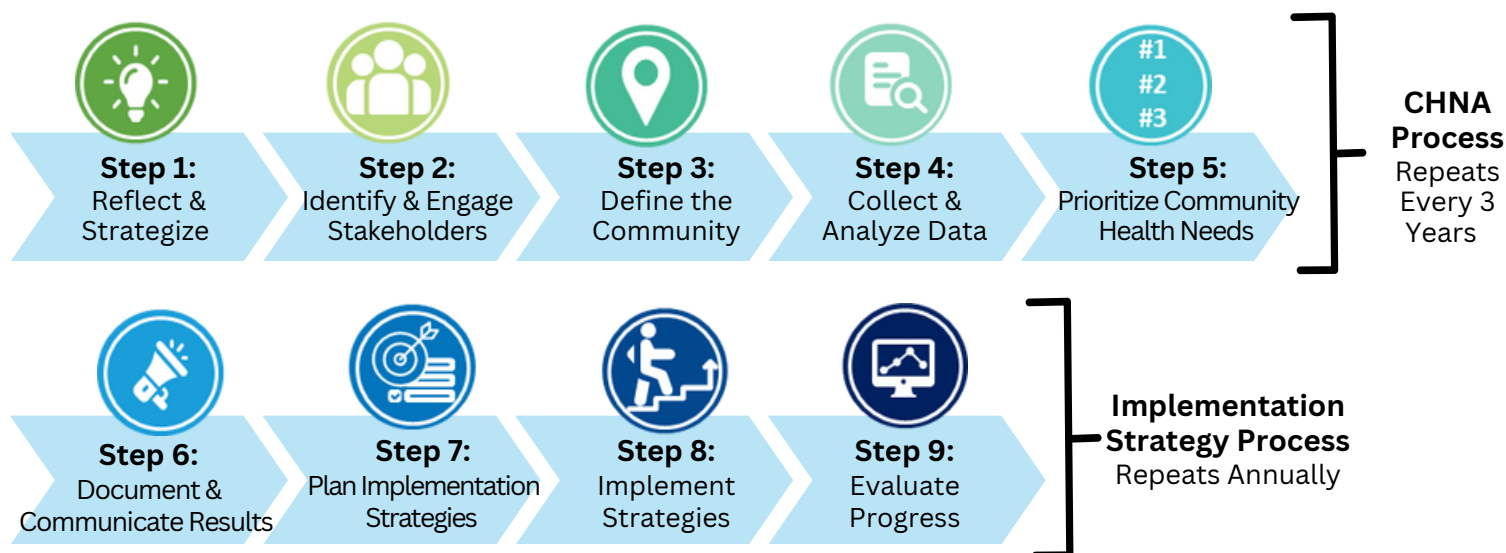 #1
#2
#3
Step 1:
Reflect &
Strategize
Step 2:
Identify & Engage
Stakeholders
Step 3:
Define the
Community
Step 4:
Collect &
Analyze Data
Step 5:
Prioritize Community
Health Needs
CHNA
Process
Repeats
Every 3
Years
Step 6:
Document &
Communicate Results
Step 7:
Plan Implementation
Strategies
Step 8:
Implement
Strategies
Step 9:
Evaluate
Progress
Implementation
Strategy Process
Repeats Annually